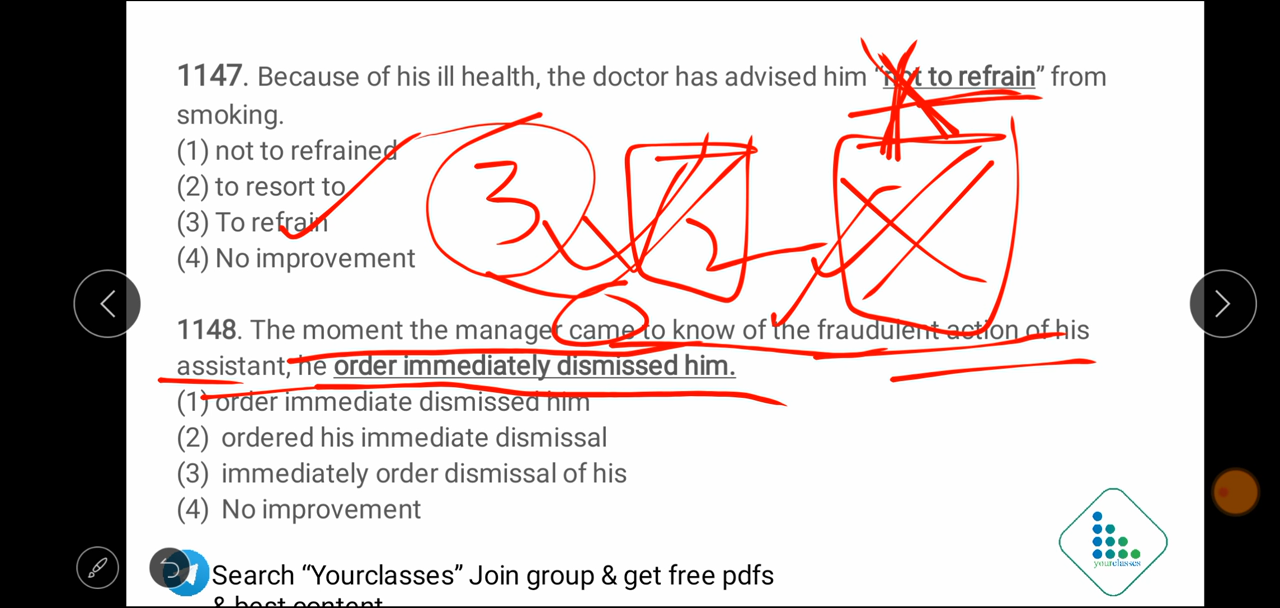 1147. Because of his ill health, the doctor has advised him “not to refrain” from
smoking.
(1) not to refrained
(2) to resort to
(3) To refrain
(4) No improvement
3
2
1148. The moment the manager came to know of the fraudulent action of his
assistant, he order immediately dismissed him.
(1) order immediate dismissed him
(2) ordered his immediate dismissal
(3) immediately order dismissal of his
(4) No improvement
yourclasses
Search “Yourclasses” Join group & get free pdfs
& best content